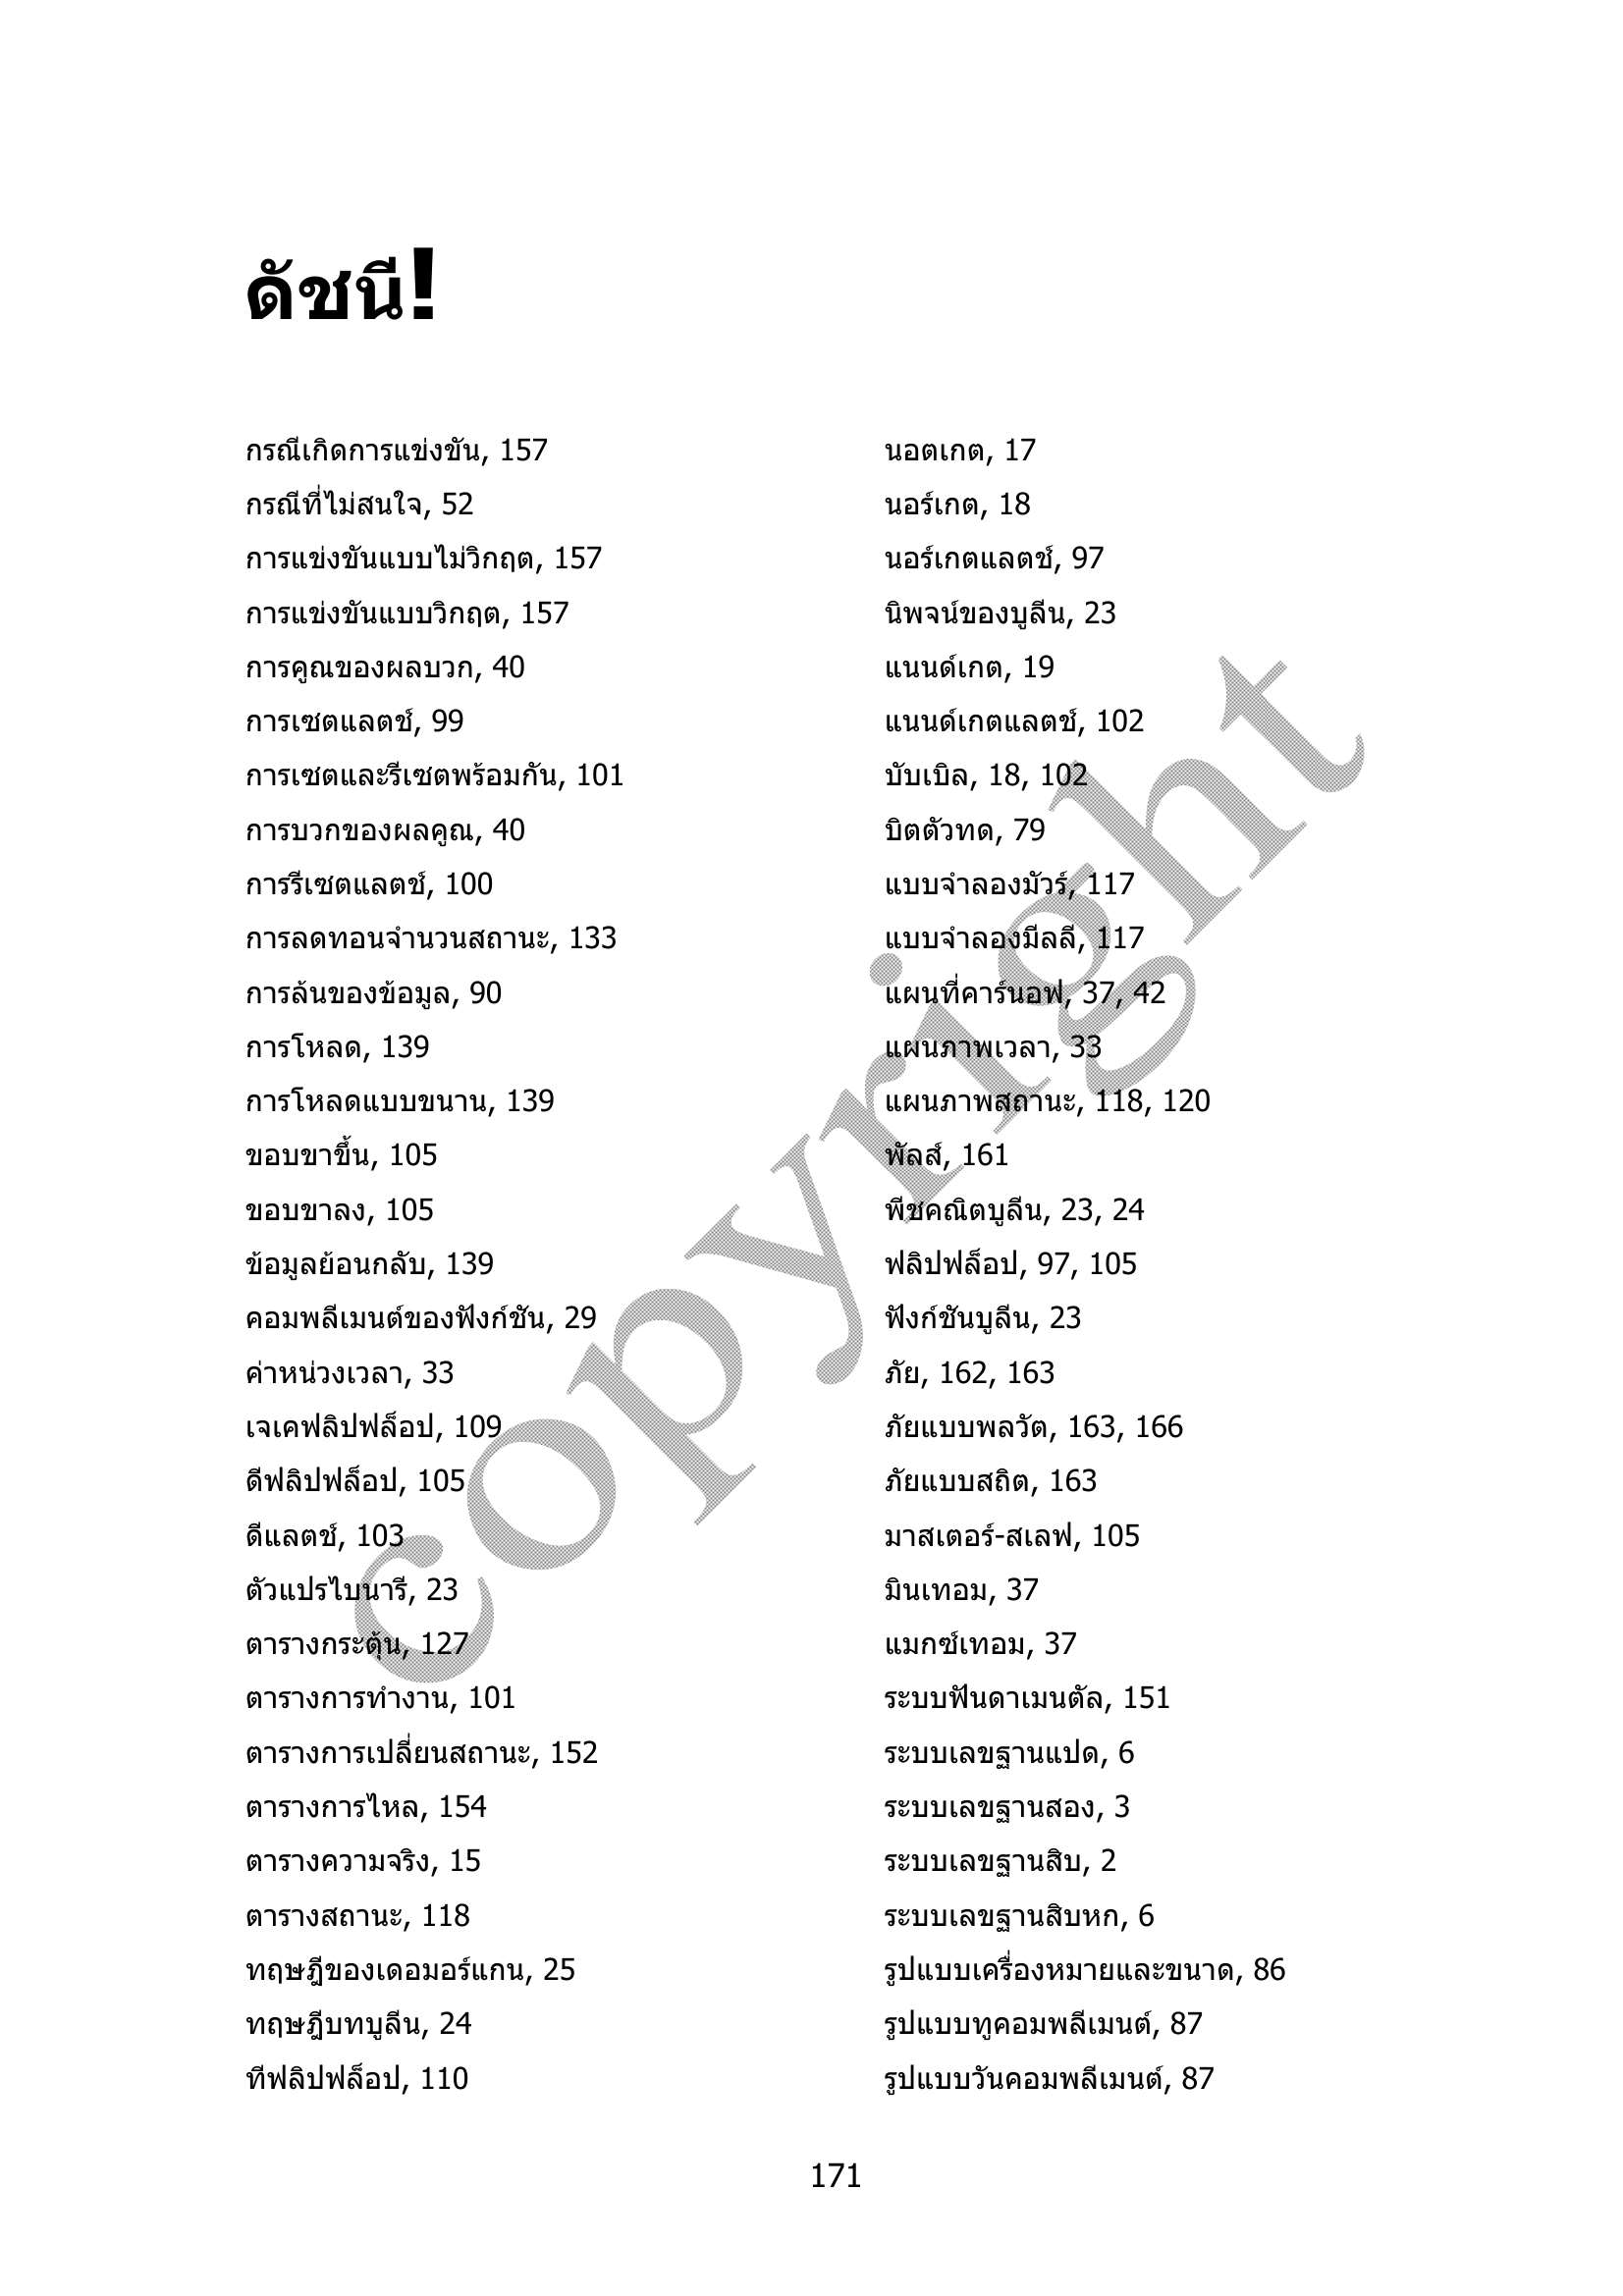 ดัชนี!
กรณีเกิดการแข่งขัน, 157
กรณีที่ไม่สนใจ, 52
การแข่งขันแบบไม่วิกฤต, 157
การแข่งขันแบบวิกฤต, 157
การคูณของผลบวก, 40
การเซตแลตช์, 99
การเซตและรีเซตพร้อมกัน, 101
การบวกของผลคูณ, 40
การรีเซตแลตช์, 100
การลดทอนจำนวนสถานะ, 133
การล้นของข้อมูล, 90
การโหลด, 139
การโหลดแบบขนาน, 139
ขอบขาขึ้น, 105
ขอบขาลง, 105
ข้อมูลย้อนกลับ, 139
คอมพลีเมนต์ของฟังก์ชัน, 29
ค่าหน่วงเวลา, 33
เจเคฟลิปฟล็อป, 109
ดีฟลิปฟล็อป, 105
ดีแลตช์, 103
ตัวแปรไบนารี, 23
ตารางกระตุ้น, 127
ตารางการทำงาน, 101
ตารางการเปลี่ยนสถานะ, 152
ตารางการไหล, 154
ตารางความจริง, 15
ตารางสถานะ, 118
ทฤษฎีของเดอมอร์แกน, 25
ทฤษฎีบทบูลีน, 24
ทีฟลิปฟล็อป, 110
นอตเกต, 17
นอร์เกต, 18
นอร์เกตแลตช์, 97
นิพจน์ของบูลีน, 23
แนนด์เกต, 19
แนนด์เกตแลตช์, 102
บับเบิล, 18, 102
บิตตัวทด, 79
แบบจำลองมัวร์, 117
แบบจำลองมีลลี, 117
แผนที่คาร์นอฟ, 37, 42
แผนภาพเวลา, 33
แผนภาพสถานะ, 118, 120
พัลส์, 161
พีชคณิตบูลีน, 23, 24
ฟลิปฟล็อป, 97, 105
ฟังก์ชันบูลีน, 23
ภัย, 162, 163
ภัยแบบพลวัต, 163, 166
ภัยแบบสถิต, 163
มาสเตอร์-สเลฟ, 105
มินเทอม, 37
แมกซ์เทอม, 37
ระบบฟันดาเมนตัล, 151
ระบบเลขฐานแปด, 6
ระบบเลขฐานสอง, 3
ระบบเลขฐานสิบ, 2
ระบบเลขฐานสิบหก, 6
รูปแบบเครื่องหมายและขนาด, 86
รูปแบบทูคอมพลีเมนต์, 87
รูปแบบวันคอมพลีเมนต์, 87
copyright
171